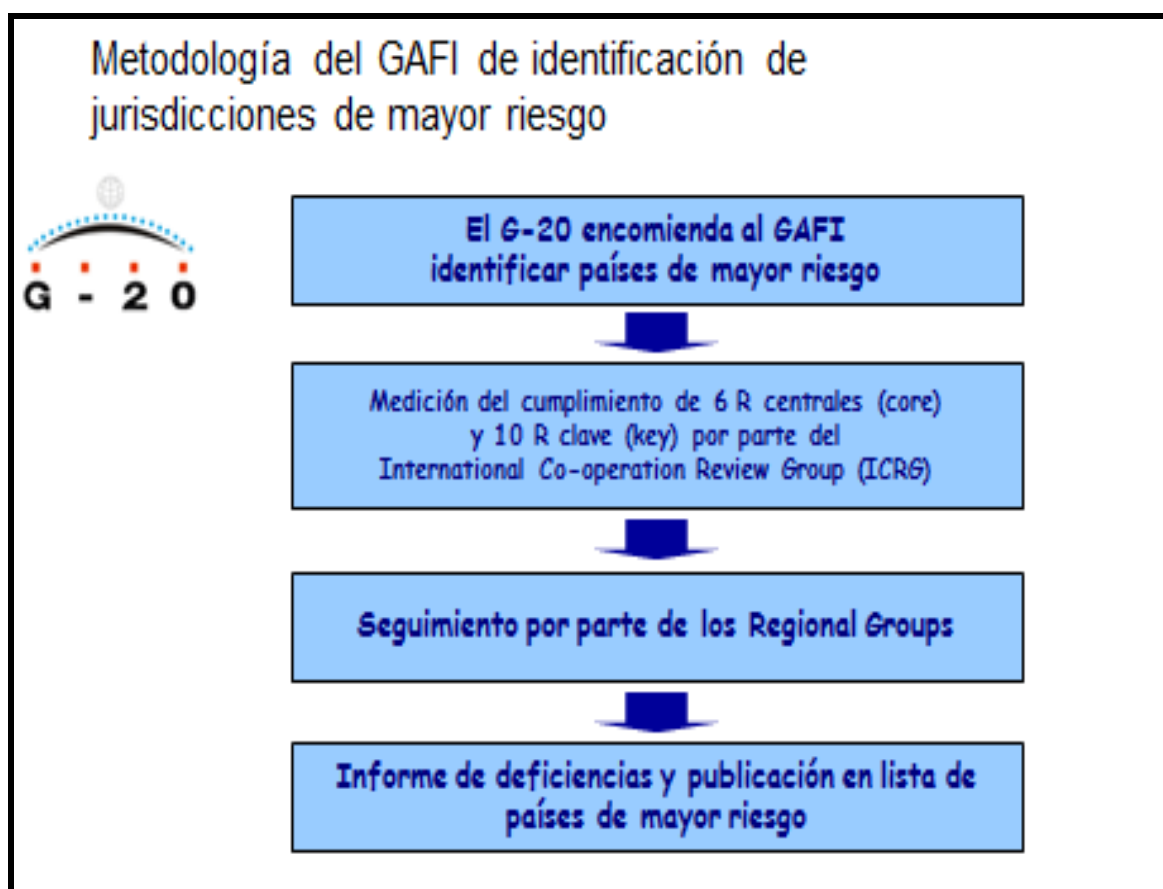 Metodología del GAFI de identificación de
jurisdicciones de mayor riesgo
G - 2 0
El G-20 encomienda al GAFI
identificar países de mayor riesgo
Medición del cumplimiento de 6 R centrales (core)
y 10 R clave (key) por parte del
International Co-operation Review Group (ICRG)
Seguimiento por parte de los Regional Groups
Informe de deficiencias y publicación en lista de
países de mayor riesgo